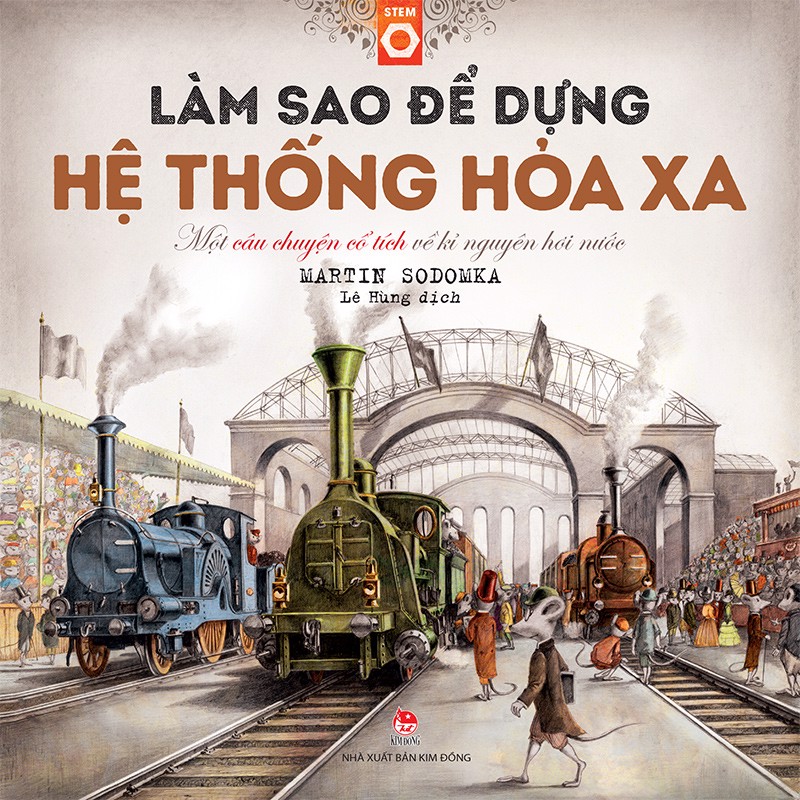 STEM
LÀM SAO ĐỂ DỰNG
HỆ THỐNG HỎA XA
Một câu chuyện cổ tích về kỉ nguyên hơi nước
MARTIN SODOMKA
Lê Hùng dịch
KIM ĐỒNG
NHÀ XUẤT BẢN KIM ĐỒNG